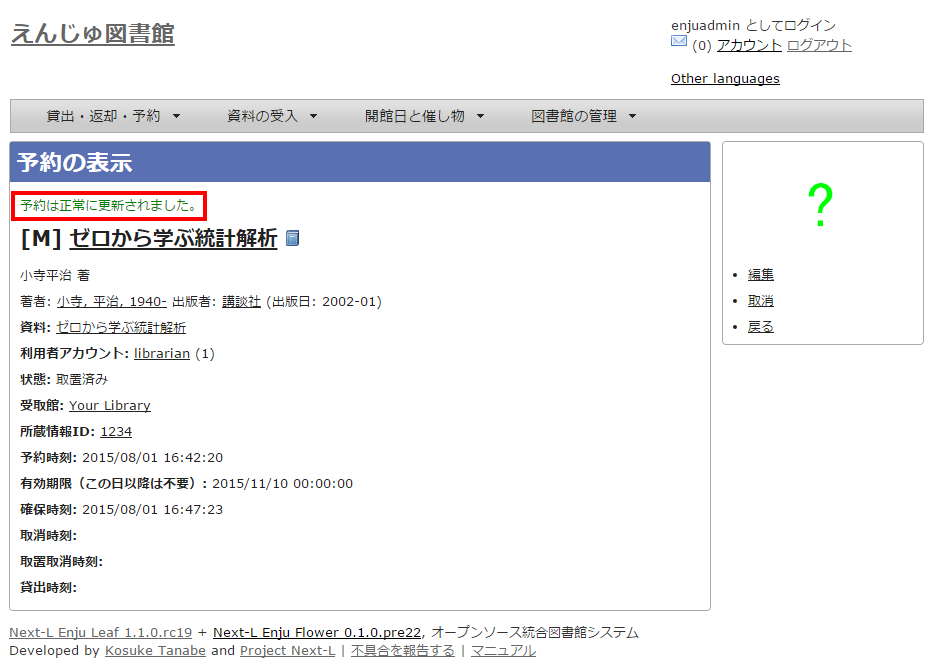 えんじゅ図書館
enjuadmin としてログイン
(0) アカウント ログアウト
Other languages
貸出・返却・予約 ▼ 資料の受入 ▼ 開館日と催し物 ▼ 図書館の管理 ▼
予約の表示
予約は正常に更新されました。
[M] ゼロから学ぶ統計解析
小寺平治 著
著者: 小寺, 平治, 1940- 出版者: 講談社 (出版日: 2002-01)
資料: ゼロから学ぶ統計解析
利用者アカウント: librarian (1)
状態: 取置済み
受取館: Your Library
所蔵情報ID: 1234
予約時刻: 2015/08/01 16:42:20
有効期限（この日以降は不要）: 2015/11/10 00:00:00
確保時刻: 2015/08/01 16:47:23
取消時刻:
取置取消時刻:
貸出時刻:
?
• 編集
• 取消
• 戻る
Next-L Enju Leaf 1.1.0.rc19 + Next-L Enju Flower 0.1.0.pre22, オープンソース統合図書館システム
Developed by Kosuke Tanabe and Project Next-L | 不具合を報告する | マニュアル